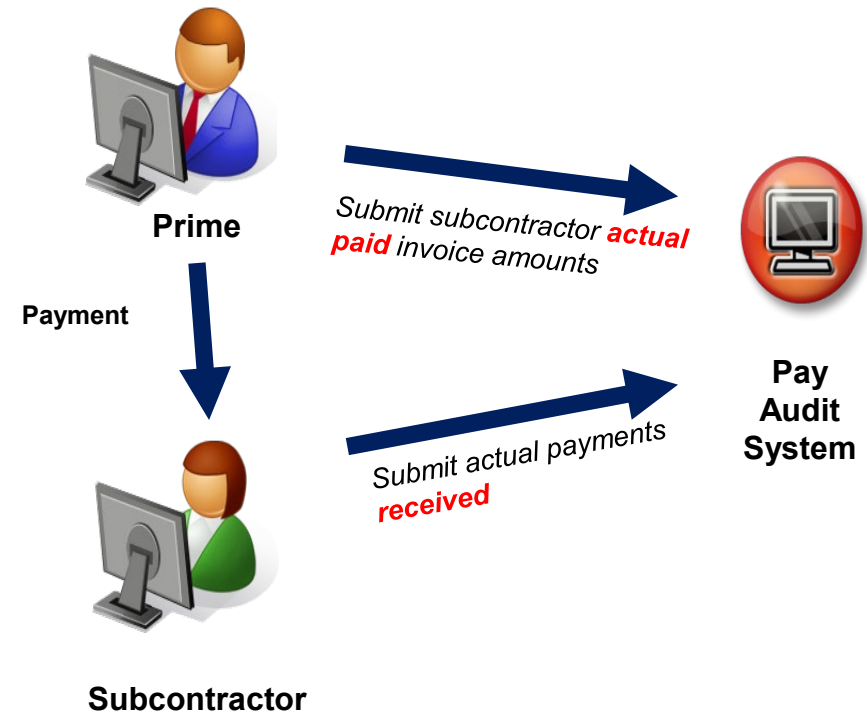 Prime
Submit subcontractor actual
paid invoice amounts
Payment
Pay
Audit
System
Submit actual payments
received
Subcontractor